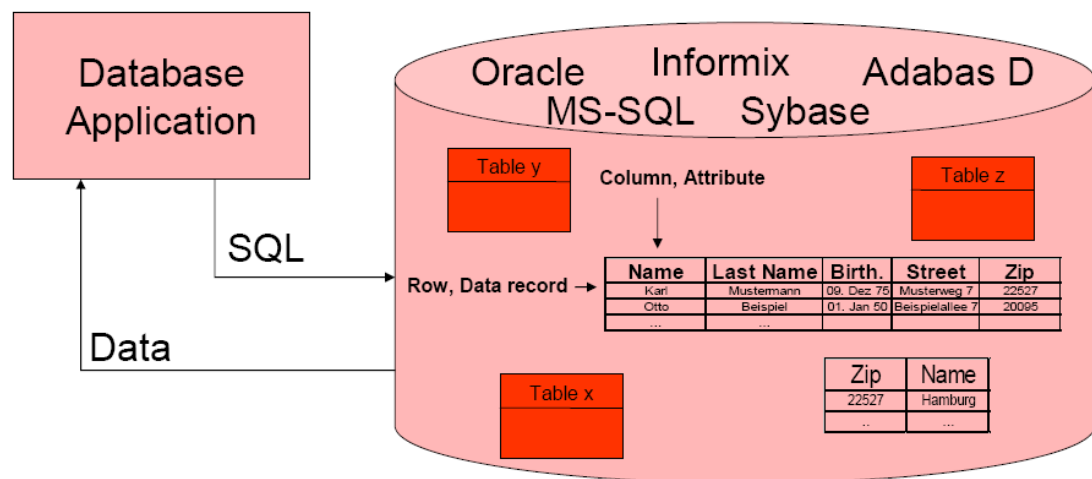 Database
Application
Oracle Informix Adabas D
MS-SQL Sybase
Table y
Column, Attribute
Table z
SQL
Row, Data record
Name Last Name Birth. Street Zip
Karl Mustermann 09. Dez 75 Musterweg 7 22527
Otto Beispiel 01. Jan 50 Beispielallee 7 20095
... ...
Data
Table x
Zip Name
22527 Hamburg
.. ...